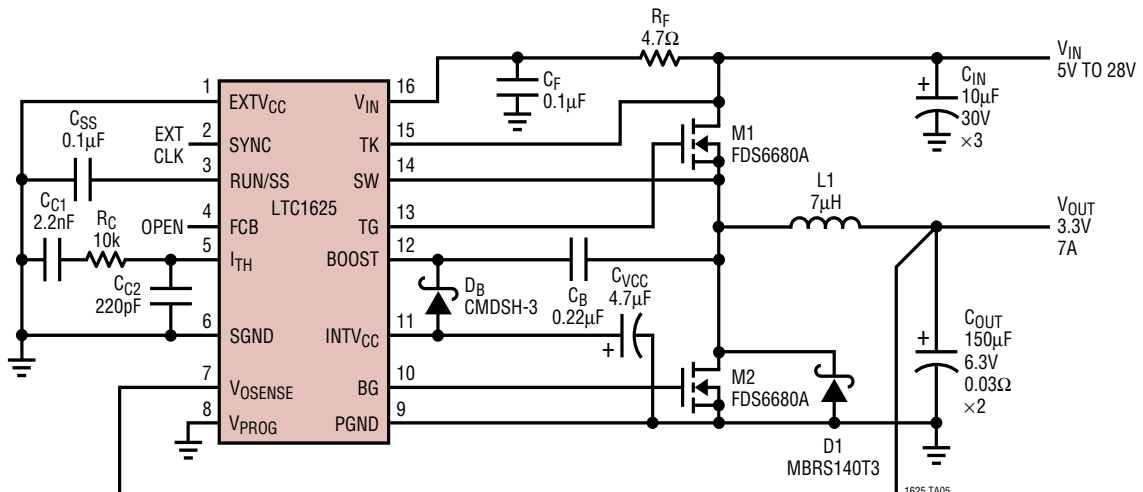 RF
4.7Ω
VIN
5V TO 28V
CF
0.1µF
+
CIN
10µF
30V
×3
1
EXTVCC
VIN
16
CSS
0.1µF
EXT
CLK
2
SYNC
TK
15
M1
FDS6680A
3
RUN/SS
SW
14
LTC1625
L1
7µH
VOUT
3.3V
7A
CC1
2.2nF
RC
10k
OPEN
4
FCB
TG
13
5
ITH
BOOST
12
CC2
220pF
DB
CMDSH-3
CB
0.22µF
CVCC
4.7µF
+
6
SGND
INTVCC
11
+
COUT
150µF
6.3V
0.03Ω
×2
7
VOSENSE
BG
10
M2
FDS6680A
8
VPROG
PGND
9
D1
MBRS140T3
1625 TA05